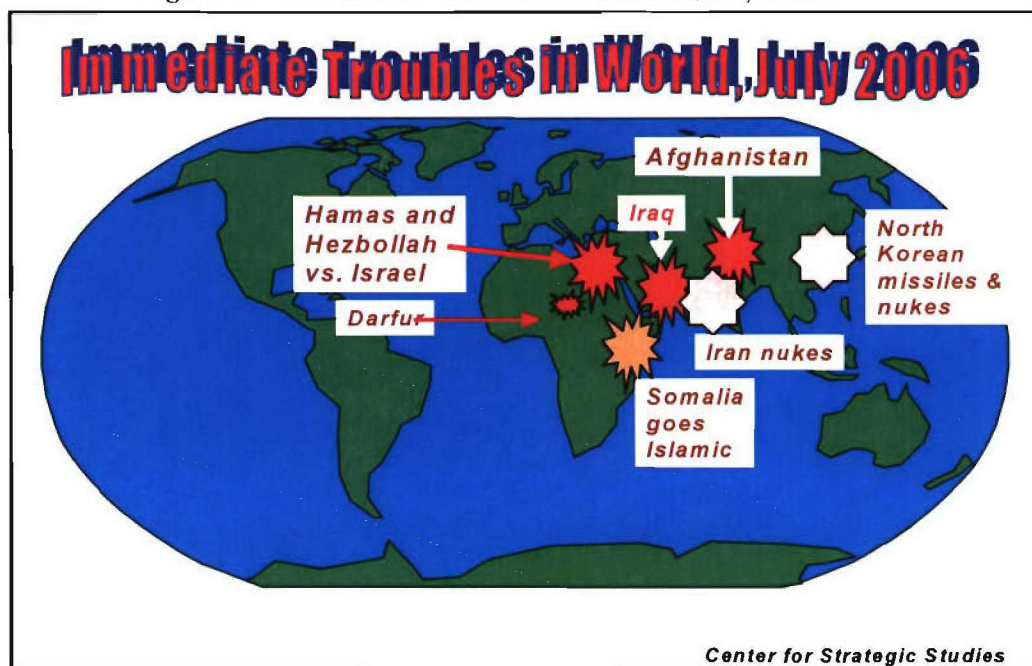 Immediate Troubles in World, July 2006
Afghanistan
Hamas and
Hezbollah
vs. Israel
Iraq
North
Korean
missiles &
nukes
Darfur
Iran nukes
Somalia
goes
Islamic
Center for Strategic Studies